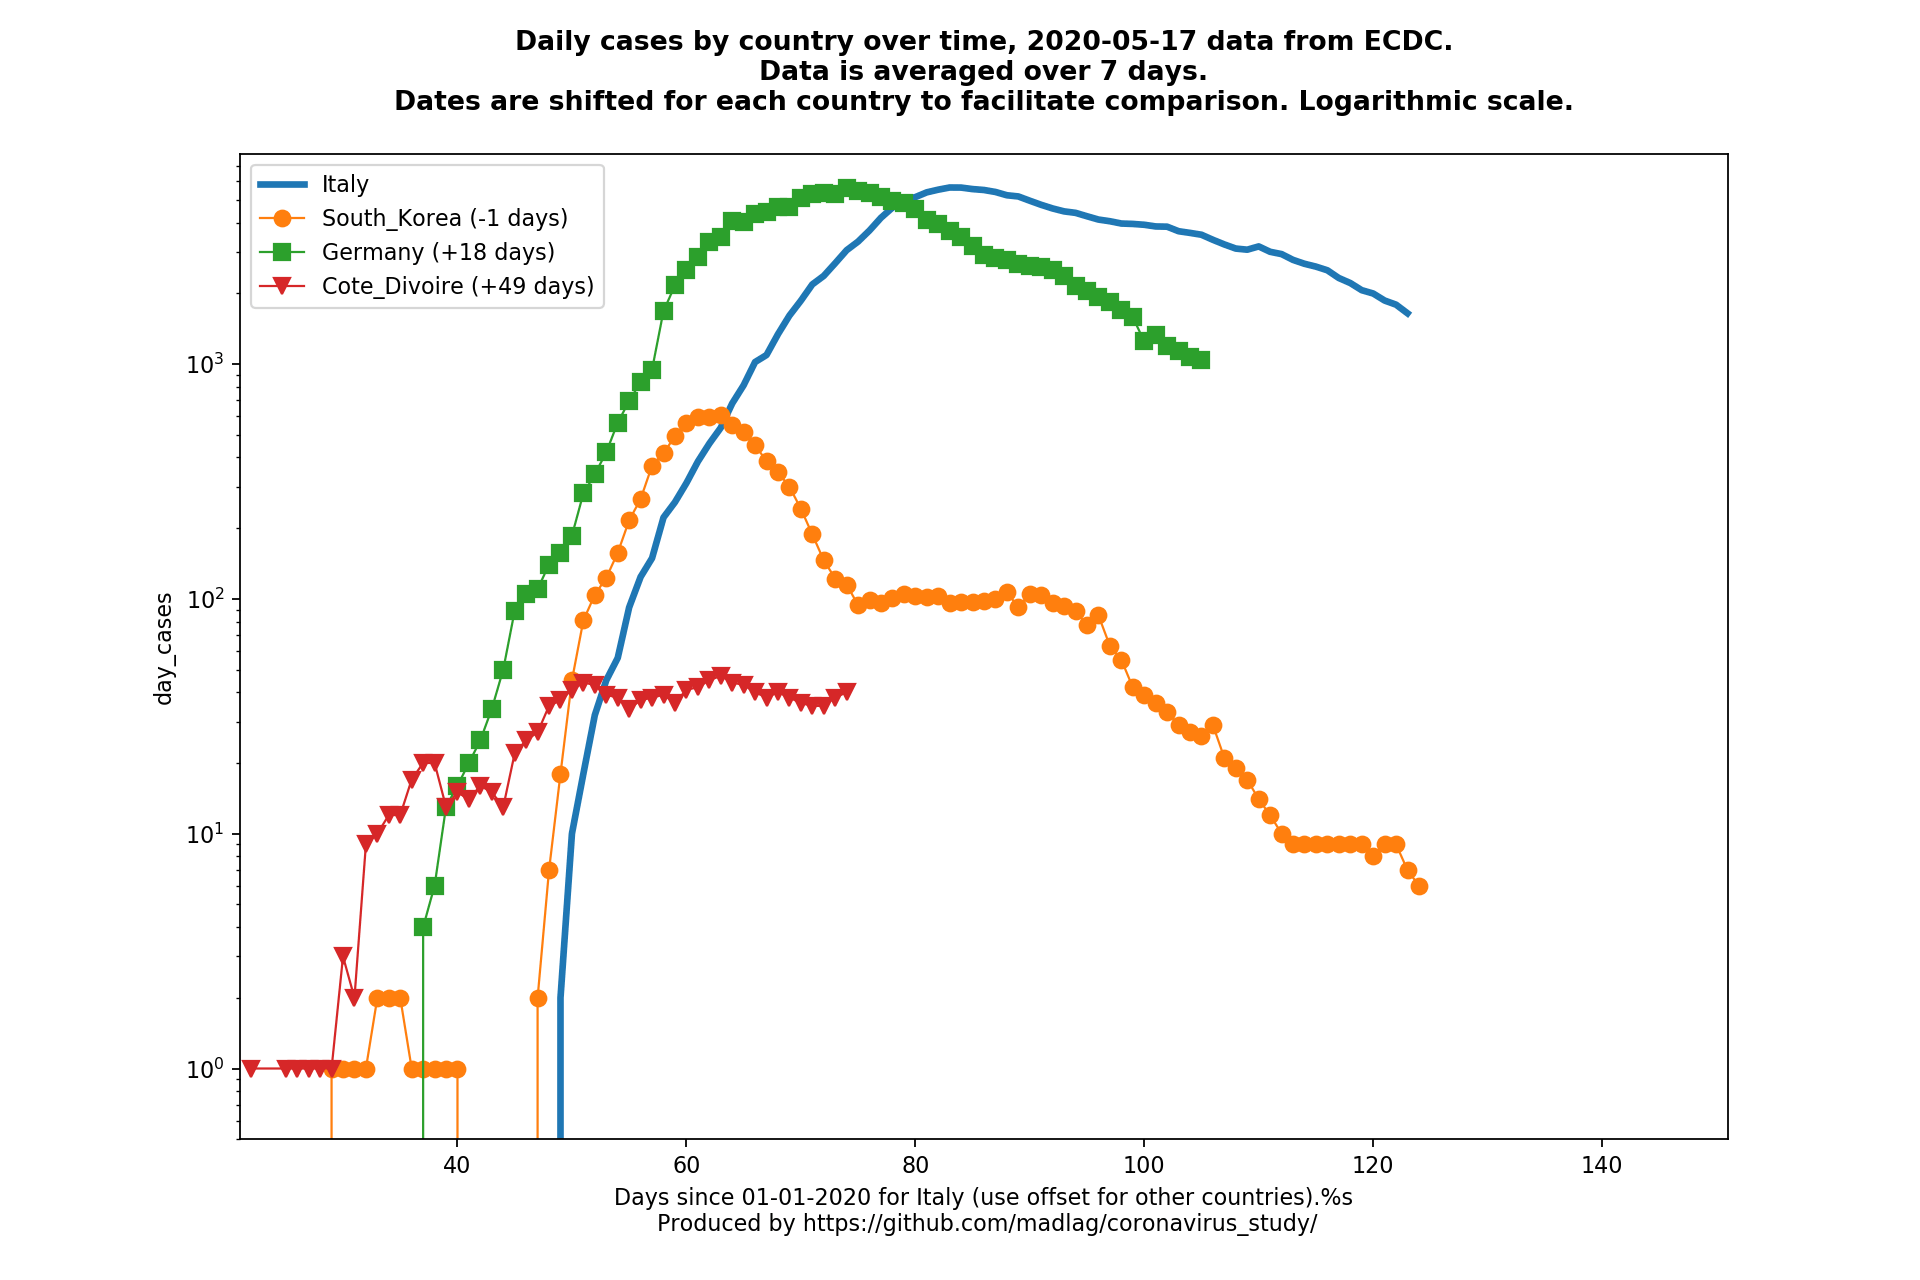 Daily cases by country over time, 2020-05-17 data from ECDC.
Data is averaged over 7 days.
Dates are shifted for each country to facilitate comparison. Logarithmic scale.
Italy
South_Korea (-1 days)
Germany (+18 days)
Cote_Divoire (+49 days)
day_cases
10³
10²
10¹
10⁰
40 60 80 100 120 140
Days since 01-01-2020 for Italy (use offset for other countries).%s
Produced by https://github.com/madlag/coronavirus_study/